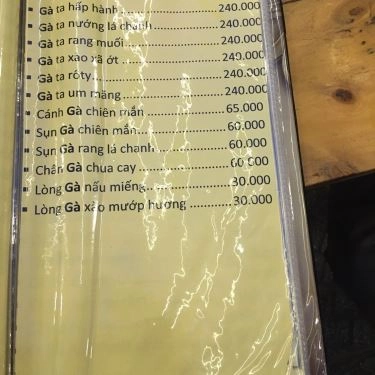 Gà ta hấp hành ........ 240.000
Gà ta nướng lá chanh ........ 240.000
Gà ta rang muối ........ 240.000
Gà ta xào xã ớt ........ 240.000
Gà ta rôty ........ 240.000
Gà ta um măng ........ 240.000
Cánh Gà chiên mắn ........ 65.000
Sụn Gà chiên mắn ........ 60.000
Sụn Gà rang lá chanh ........ 60.000
Chân Gà chua cay ........ 60.000
Lòng Gà nấu miếng ........ 30.000
Lòng Gà xào mướp hương ........ 30.000